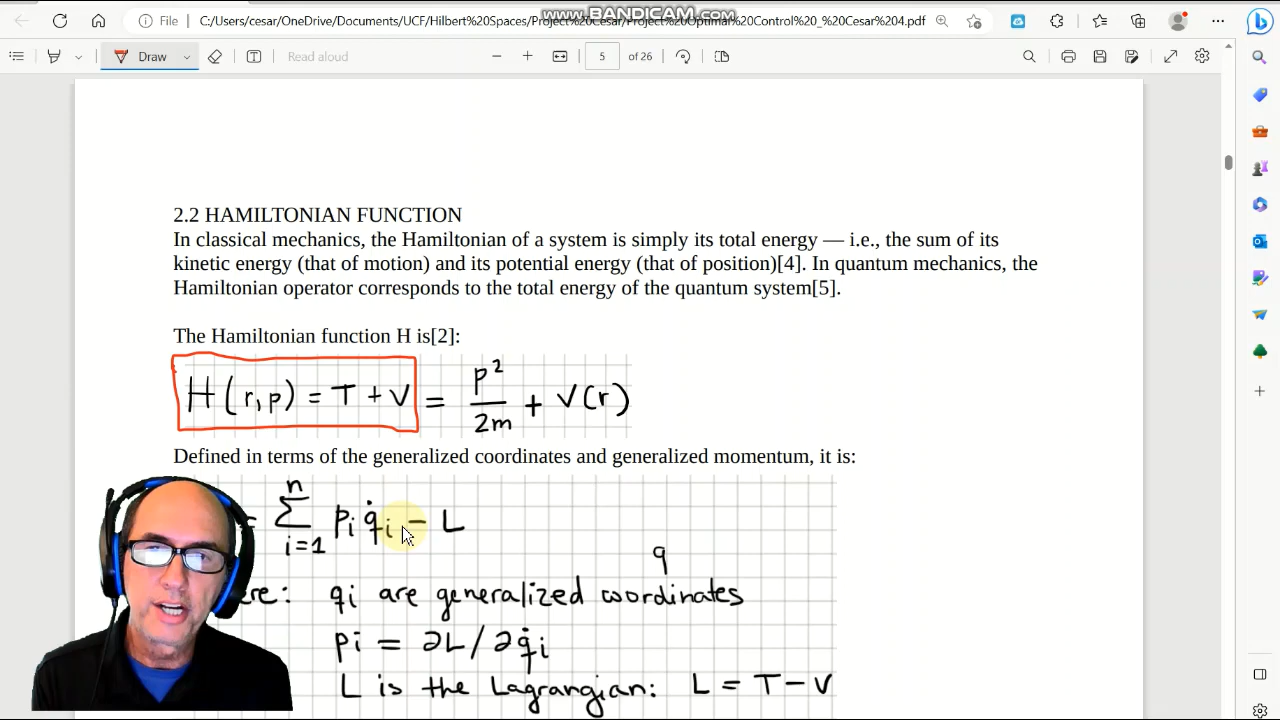 www.BANDICAM.com
File C:/Users/cesar/OneDrive/Documents/UCF/Hilbert%20Spaces/Project%20Cesar/Project%20Optimal%20Control%20_%20Cesar%204.pdf
Draw Read aloud 5 of 26
2.2 HAMILTONIAN FUNCTION
In classical mechanics, the Hamiltonian of a system is simply its total energy — i.e., the sum of its
kinetic energy (that of motion) and its potential energy (that of position)[4]. In quantum mechanics, the
Hamiltonian operator corresponds to the total energy of the quantum system[5].
The Hamiltonian function H is[2]:
H(r,p) = T + V = p²/2m + V(r)
Defined in terms of the generalized coordinates and generalized momentum, it is:
= n Σ i=1 pi q̇i - L
q
ere: qi are generalized coordinates
pi = ∂L/∂q̇i
L is the Lagrangian: L = T - V